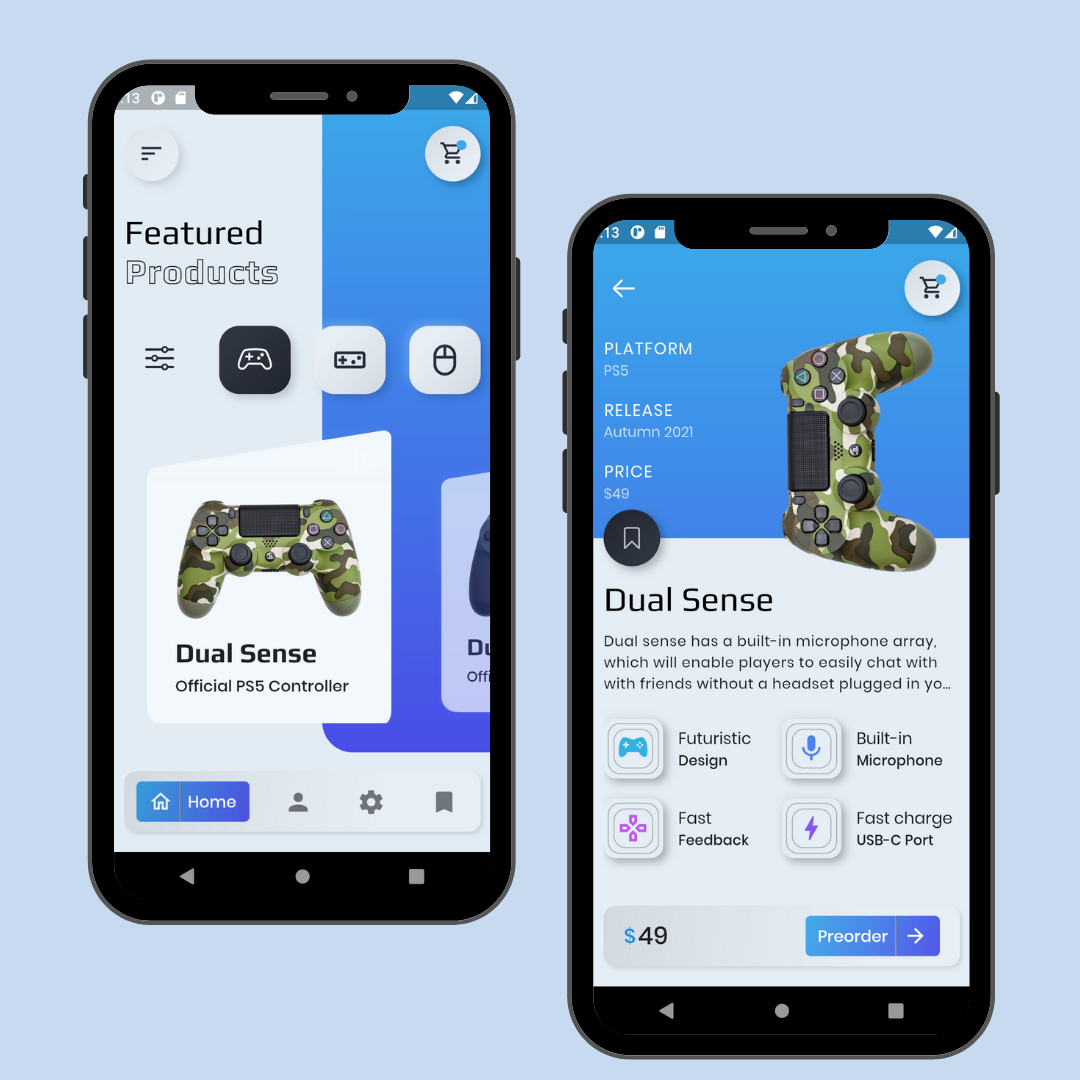 :13
Featured
Products
Dual Sense
Official PS5 Controller
Du
Offi
Home
:13
PLATFORM
PS5
RELEASE
Autumn 2021
PRICE
$49
Dual Sense
Dual sense has a built-in microphone array,
which will enable players to easily chat with
with friends without a headset plugged in yo...
Futuristic
Design
Built-in
Microphone
Fast
Feedback
Fast charge
USB-C Port
$49
Preorder